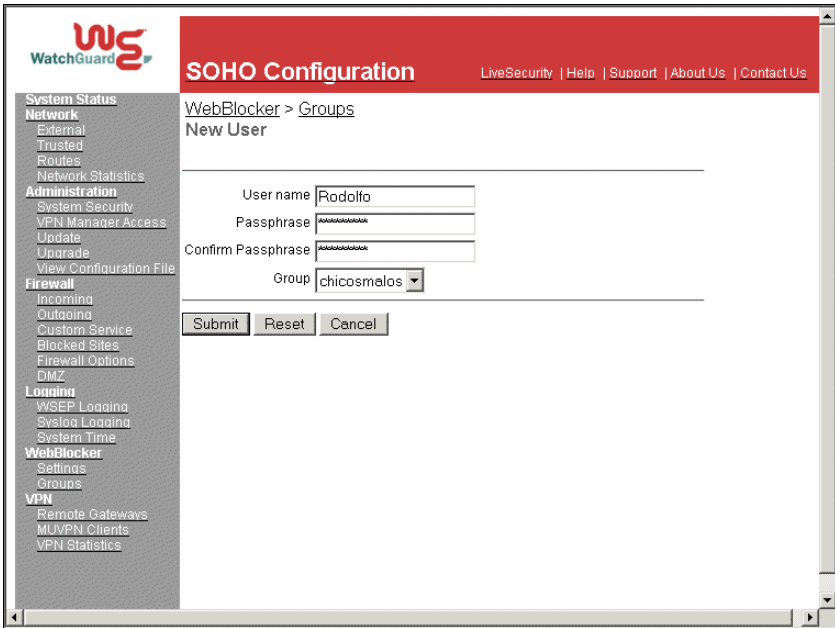 WatchGuard
SOHO Configuration
LiveSecurity | Help | Support | About Us | Contact Us
System Status
Network
External
Trusted
Routes
Network Statistics
Administration
System Security
VPN Manager Access
Update
Upgrade
View Configuration File
Firewall
Incoming
Outgoing
Custom Service
Blocked Sites
Firewall Options
DMZ
Logging
WSEP Logging
Syslog Logging
System Time
WebBlocker
Settings
Groups
VPN
Remote Gateways
MUVPN Clients
VPN Statistics
WebBlocker > Groups
New User
User name Rodolfo
Passphrase **********
Confirm Passphrase **********
Group chicosmalos
Submit Reset Cancel